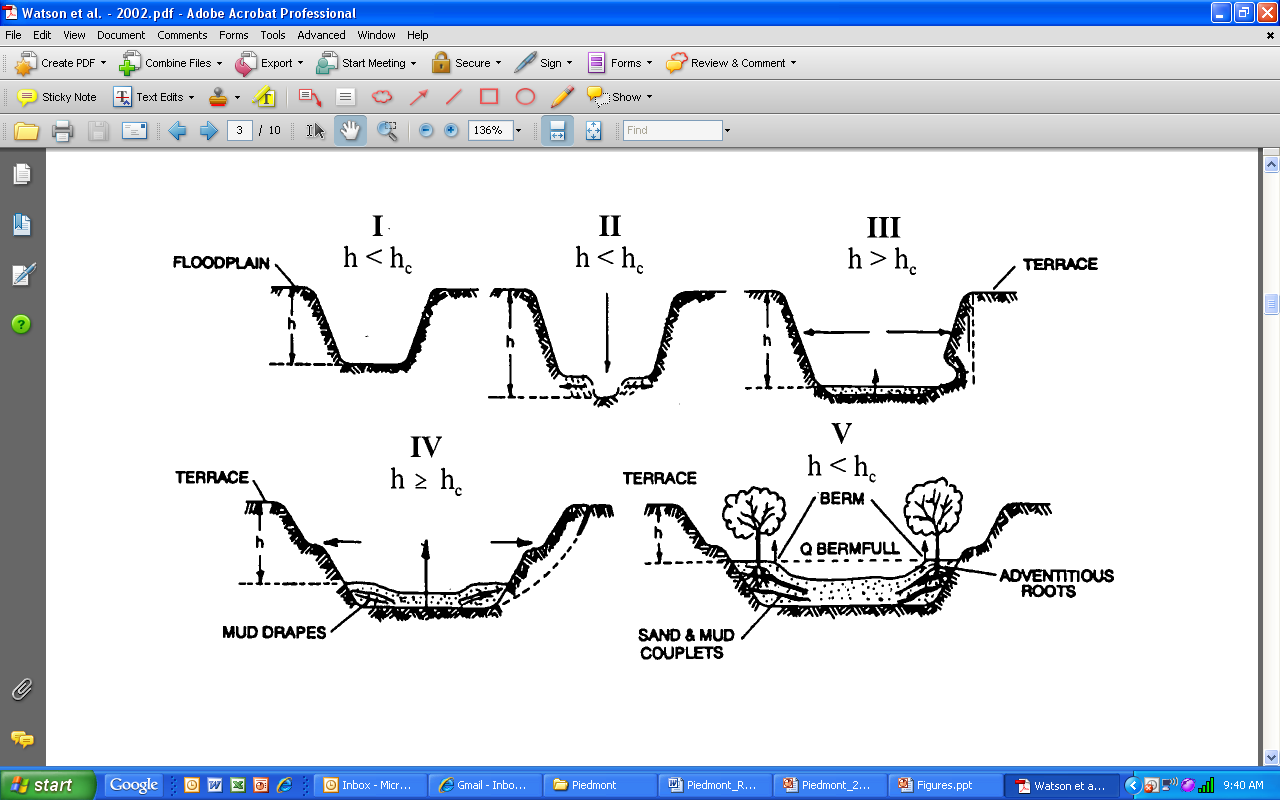 Watson et al. - 2002.pdf - Adobe Acrobat Professional
File Edit View Document Comments Forms Tools Advanced Window Help
Create PDF Combine Files Export Start Meeting Secure Sign Forms Review & Comment
Sticky Note Text Edits Show
3 / 10 136% Find
I
h < hc
II
h < hc
III
h > hc
FLOODPLAIN
TERRACE
h
h
h
IV
h ≥ hc
V
h < hc
TERRACE
TERRACE
BERM
h
h
Q BERMFULL
ADVENTITIOUS
ROOTS
MUD DRAPES
SAND & MUD
COUPLETS
start Google Inbox - Micr... Gmail - Inbo... Piedmont Piedmont_R... Piedmont_2... Figures.ppt Watson et a... 9:40 AM